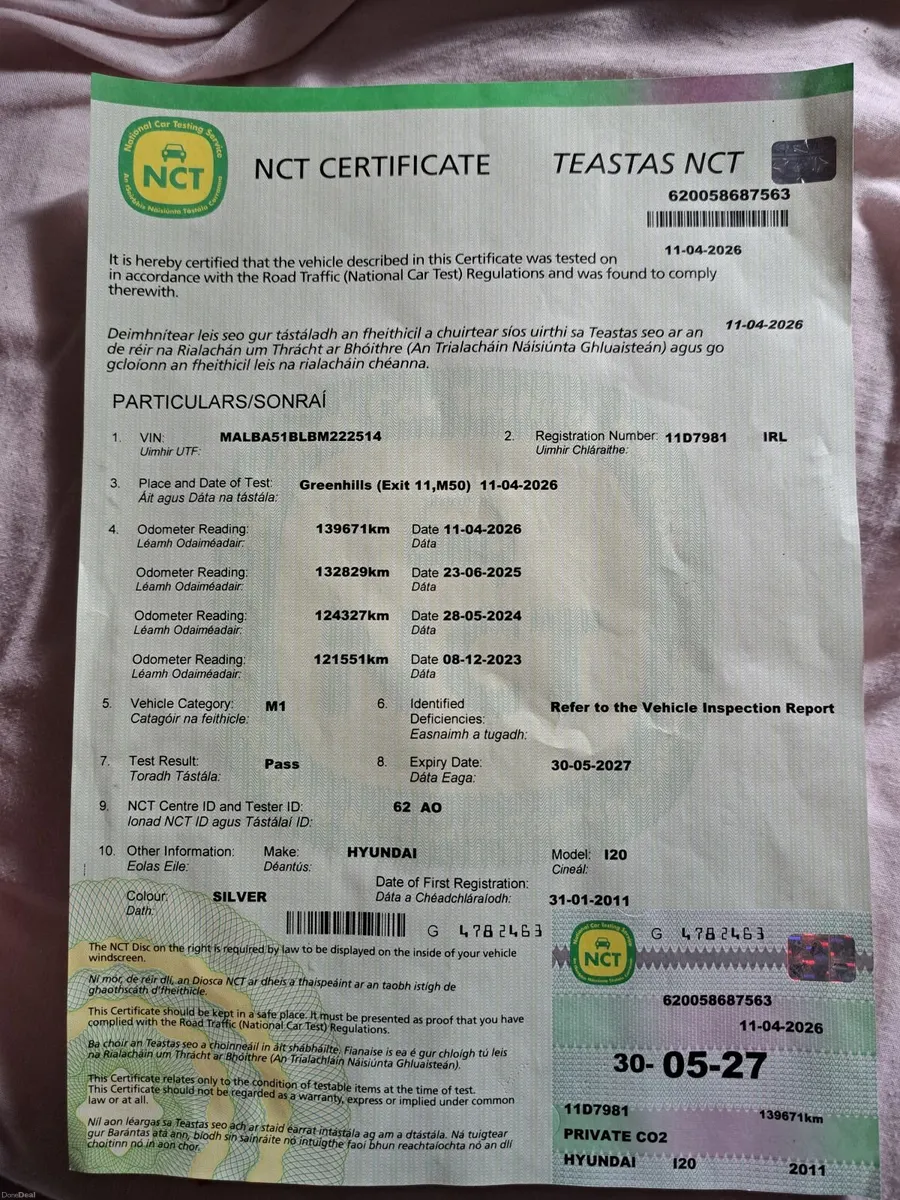 National Car Testing Service
NCT
An tSeirbhís Náisiúnta Tástála Carranna
NCT CERTIFICATE
TEASTAS NCT
620058687563
It is hereby certified that the vehicle described in this Certificate was tested on 11-04-2026
in accordance with the Road Traffic (National Car Test) Regulations and was found to comply
therewith.
Deimhnítear leis seo gur tástáladh an fheithicil a chuirtear síos uirthi sa Teastas seo ar an 11-04-2026
de réir na Rialachán um Thrácht ar Bhóithre (An Trialacháin Náisiúnta Ghluaisteán) agus go
gcloíonn an fheithicil leis na rialacháin chéanna.
PARTICULARS/SONRAÍ
1. VIN: MALBA51BLBM222514
Uimhir UTF:
2. Registration Number: 11D7981 IRL
Uimhir Chláraithe:
3. Place and Date of Test: Greenhills (Exit 11,M50) 11-04-2026
Áit agus Dáta na tástála:
4. Odometer Reading: 139671km Date 11-04-2026
Léamh Odaiméadair: Dáta
Odometer Reading: 132829km Date 23-06-2025
Léamh Odaiméadair: Dáta
Odometer Reading: 124327km Date 28-05-2024
Léamh Odaiméadair: Dáta
Odometer Reading: 121551km Date 08-12-2023
Léamh Odaiméadair: Dáta
5. Vehicle Category: M1
Catagóir na feithicle:
6. Identified
Deficiencies: Refer to the Vehicle Inspection Report
Easnaimh a tugadh:
7. Test Result: Pass
Toradh Tástála:
8. Expiry Date: 30-05-2027
Dáta Eaga:
9. NCT Centre ID and Tester ID: 62 AO
Ionad NCT ID agus Tástálaí ID:
10. Other Information: Make: HYUNDAI Model: I20
Eolas Eile: Déantús: Cineál:
Colour: SILVER
Dath:
Date of First Registration:
Dáta a Chéadchláraíodh: 31-01-2011
G 4782463
The NCT Disc on the right is required by law to be displayed on the inside of your vehicle
windscreen.
Ní mór, de réir dlí, an Diosca NCT ar dheis a thaispeáint ar an taobh istigh de
ghaothscáth d'fheithicle.
This Certificate should be kept in a safe place. It must be presented as proof that you have
complied with the Road Traffic (National Car Test) Regulations.
Ba chóir an Teastas seo a choinneáil in áit shábháilte. Fianaise is ea é gur chloígh tú leis
na Rialacháin um Thrácht ar Bhóithre (An Trialachláin Náisiúnta Ghluaisteán).
This Certificate relates only to the condition of testable items at the time of test.
This Certificate should not be regarded as a warranty, express or implied under common
law or at all.
Níl aon léargas sa Teastas seo ach ar staid earraí intástála ag am a dtástála. Ná tuigtear
gur Barántas atá ann, bíodh sin sainráite nó intuigthe faoi bhun reachtaíochta nó an dlí
choitinn nó in aon chor.
NCT
G 4782463
620058687563
11-04-2026
30-05-27
11D7981 139671km
PRIVATE CO2
HYUNDAI I20 2011
DoneDeal